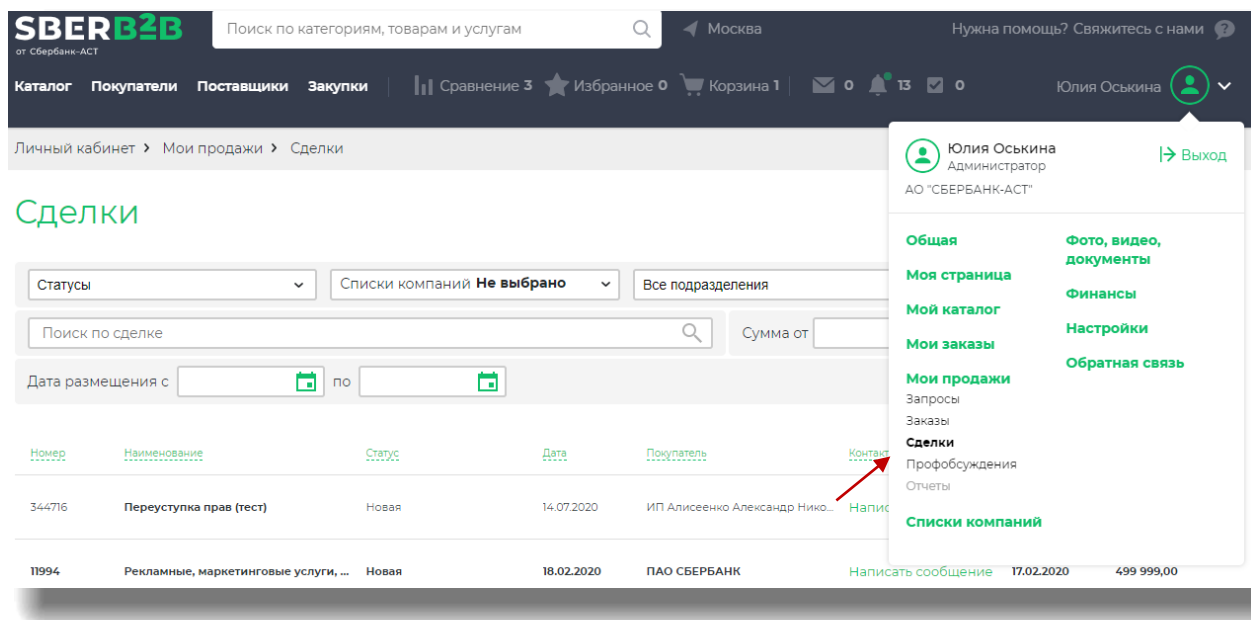 SBERB2B
от Сбербанк-АСТ
Поиск по категориям, товарам и услугам
Москва
Нужна помощь? Свяжитесь с нами ?
Каталог Покупатели Поставщики Закупки Сравнение 3 Избранное 0 Корзина 1 0 13 0 Юлия Оськина
Личный кабинет > Мои продажи > Сделки
Сделки
Статусы Списки компаний Не выбрано Все подразделения
Поиск по сделке Сумма от
Дата размещения с по
Номер Наименование Статус Дата Покупатель Контакт
344716 Переуступка прав (тест) Новая 14.07.2020 ИП Алисеенко Александр Нико... Напис
11994 Рекламные, маркетинговые услуги, ... Новая 18.02.2020 ПАО СБЕРБАНК Написать сообщение 17.02.2020 499 999,00
Юлия Оськина
Администратор
Выход
АО "СБЕРБАНК-АСТ"
Общая
Моя страница
Мой каталог
Мои заказы
Мои продажи
Запросы
Заказы
Сделки
Профобсуждения
Отчеты
Списки компаний
Фото, видео,
документы
Финансы
Настройки
Обратная связь